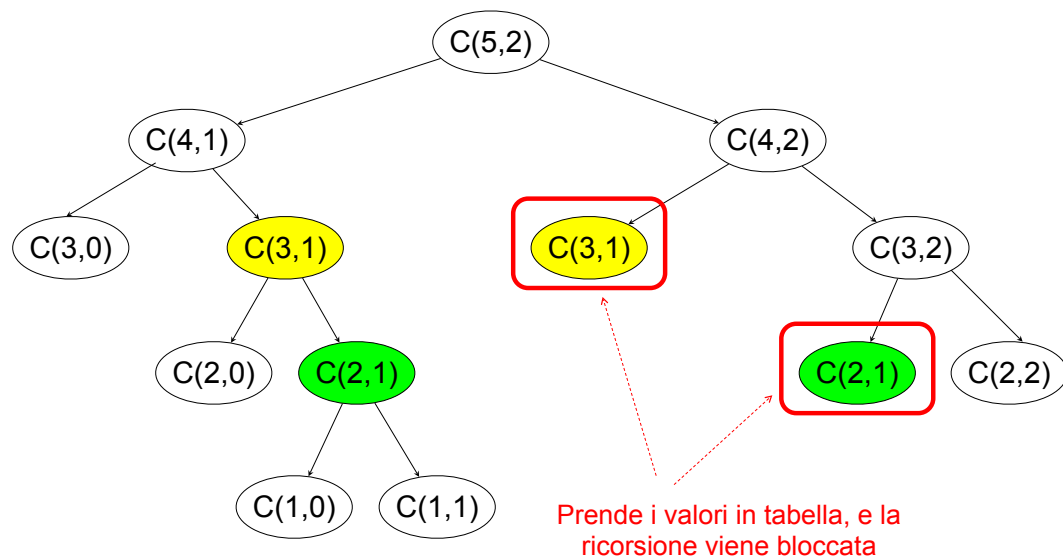 C(5,2)
C(4,1)
C(4,2)
C(3,0)
C(3,1)
C(3,1)
C(3,2)
C(2,0)
C(2,1)
C(2,1)
C(2,2)
C(1,0)
C(1,1)
Prende i valori in tabella, e la
ricorsione viene bloccata